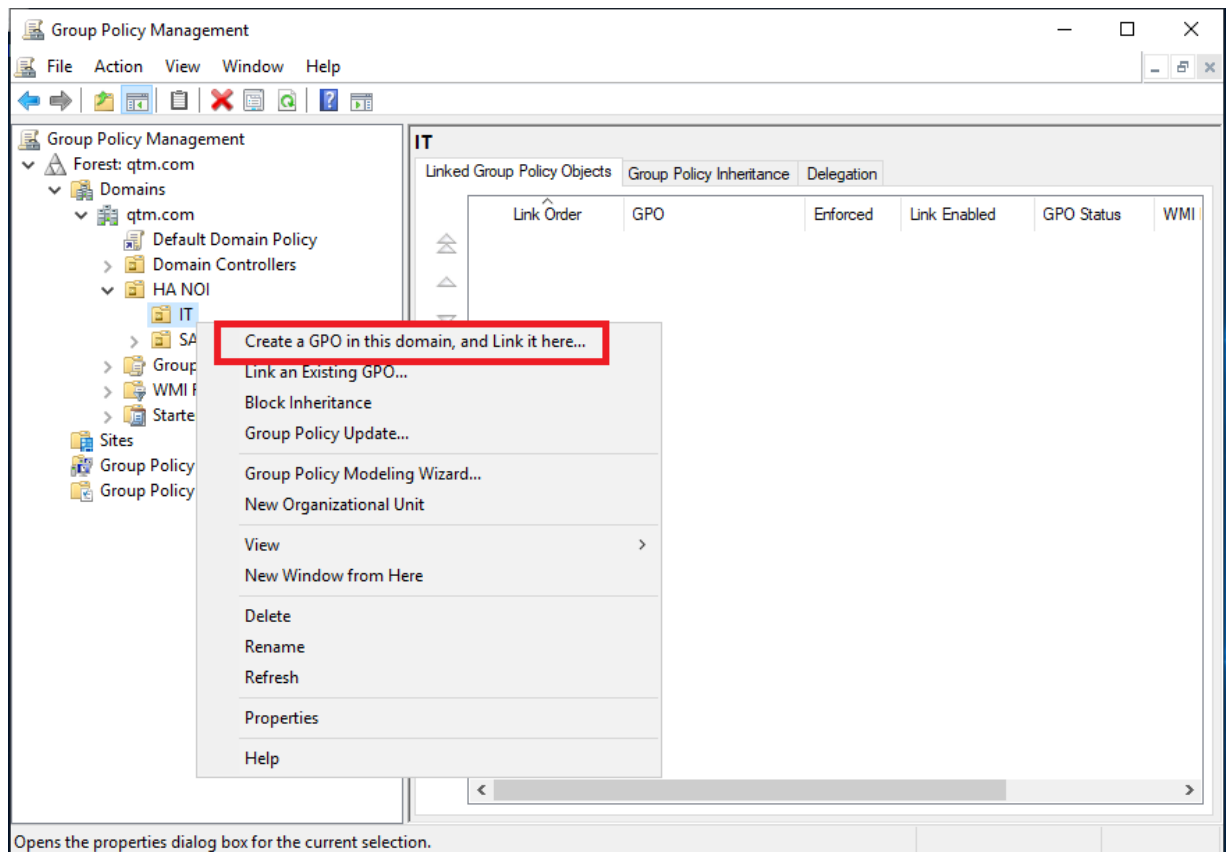 Group Policy Management
File Action View Window Help
Group Policy Management
Forest: qtm.com
Domains
qtm.com
Default Domain Policy
Domain Controllers
HA NOI
IT
SA
Group
WMI
Starte
Sites
Group Policy
Group Policy
IT
Linked Group Policy Objects Group Policy Inheritance Delegation
Link Order GPO Enforced Link Enabled GPO Status WMI
Create a GPO in this domain, and Link it here...
Link an Existing GPO...
Block Inheritance
Group Policy Update...
Group Policy Modeling Wizard...
New Organizational Unit
View
New Window from Here
Delete
Rename
Refresh
Properties
Help
Opens the properties dialog box for the current selection.